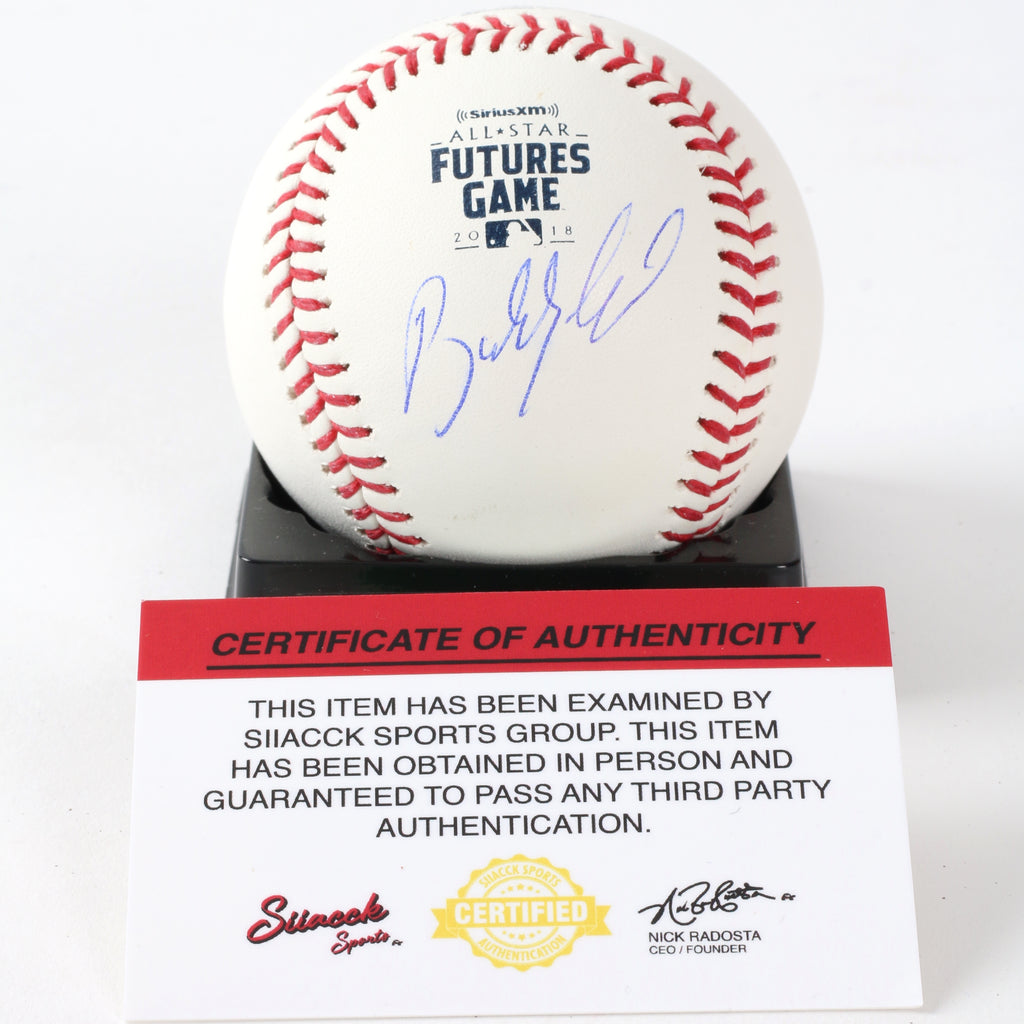 SiriusXM
ALL★STAR
FUTURES
GAME
2018
CERTIFICATE OF AUTHENTICITY
THIS ITEM HAS BEEN EXAMINED BY
SIIACCK SPORTS GROUP. THIS ITEM
HAS BEEN OBTAINED IN PERSON AND
GUARANTEED TO PASS ANY THIRD PARTY
AUTHENTICATION.
Siiacck
Sports
SIIACCK SPORTS
CERTIFIED
AUTHENTICATION
NICK RADOSTA
CEO / FOUNDER